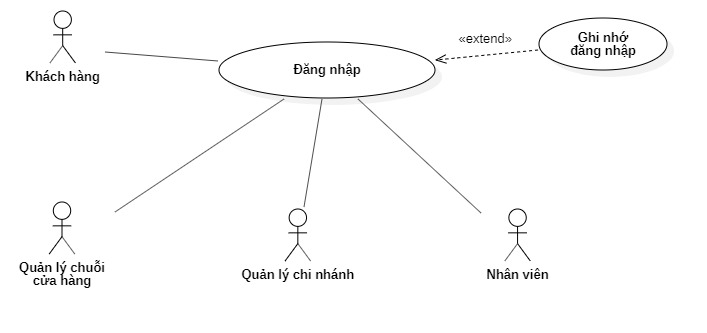 Khách hàng
Đăng nhập
«extend»
Ghi nhớ
đăng nhập
Quản lý chuỗi
cửa hàng
Quản lý chi nhánh
Nhân viên